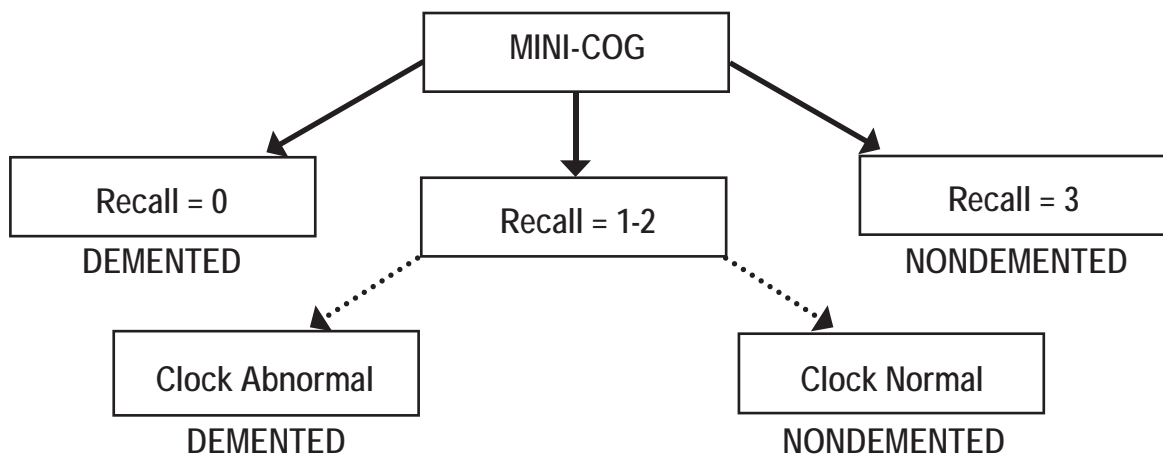 MINI-COG
Recall = 0
Recall = 1-2
Recall = 3
DEMENTED
NONDEMENTED
Clock Abnormal
Clock Normal
DEMENTED
NONDEMENTED